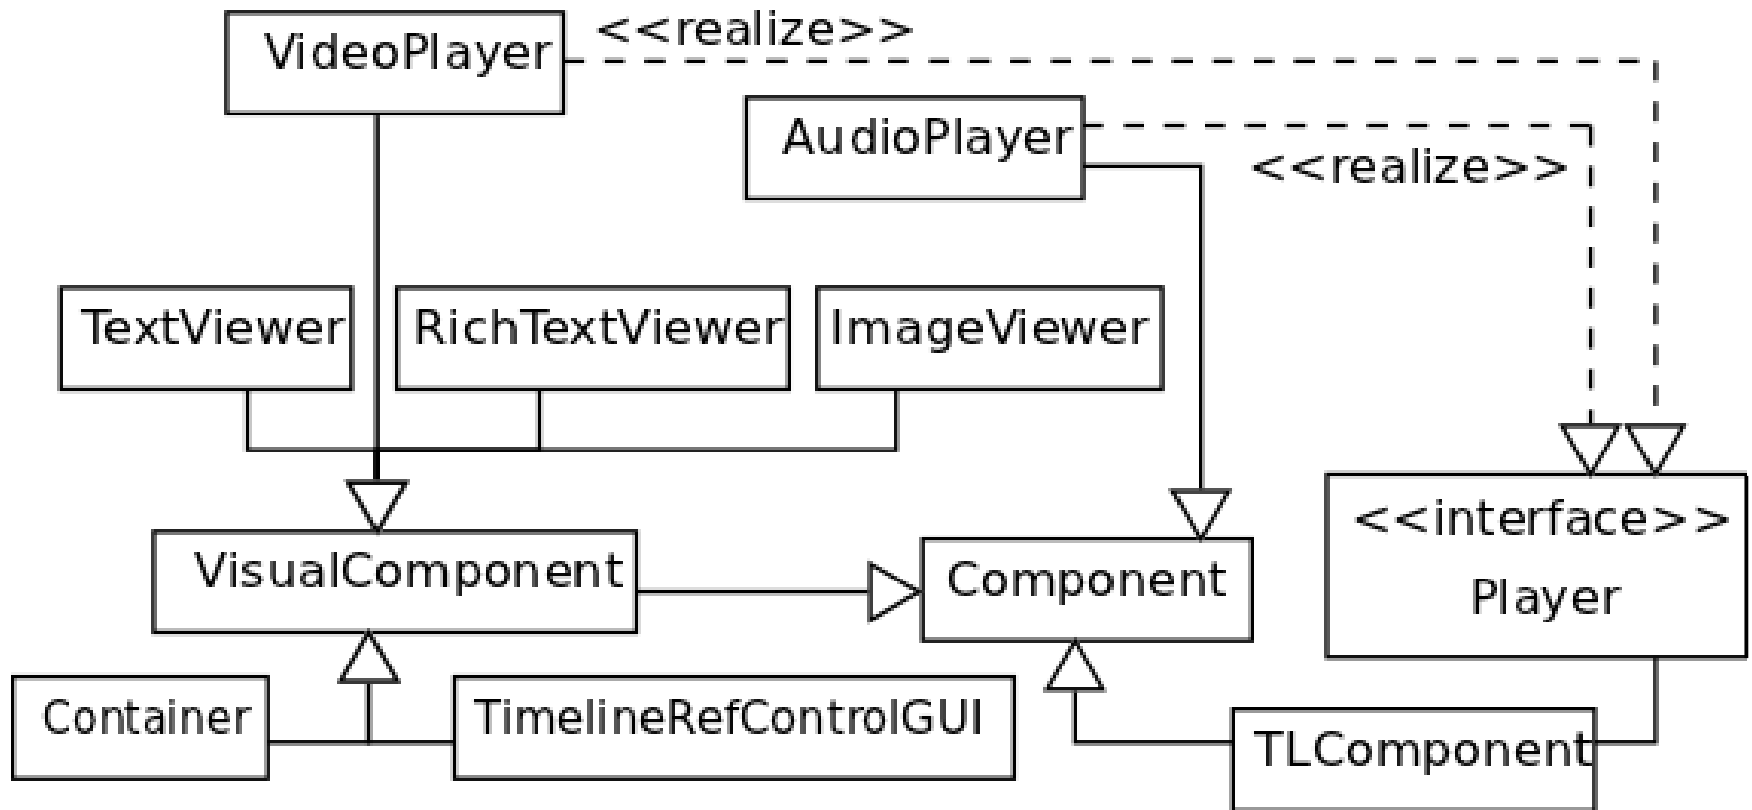 VideoPlayer
<<realize>>
AudioPlayer
<<realize>>
TextViewer
RichTextViewer
ImageViewer
<<interface>>
Player
VisualComponent
Component
Container
TimelineRefControlGUI
TLComponent